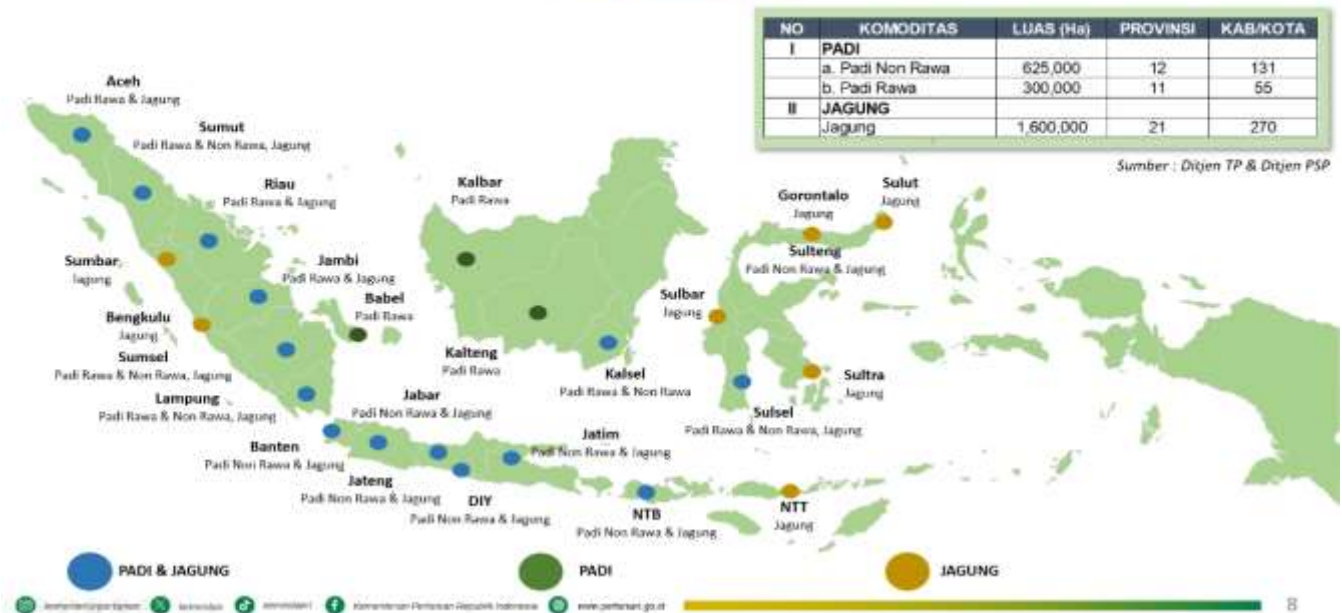 NO KOMODITAS LUAS (Ha) PROVINSI KAB/KOTA
I PADI
a. Padi Non Rawa 625,000 12 131
b. Padi Rawa 300,000 11 55
II JAGUNG
Jagung 1,600,000 21 270
Sumber : Ditjen TP & Ditjen PSP
Aceh
Padi Rawa & Jagung
Sumut
Padi Rawa & Non Rawa, Jagung
Riau
Padi Rawa & Jagung
Kalbar
Padi Rawa
Gorontalo
Jagung
Sulut
Jagung
Sumbar
Jagung
Jambi
Padi Rawa & Jagung
Babel
Padi Rawa
Sulteng
Padi Non Rawa & Jagung
Sulbar
Jagung
Bengkulu
Jagung
Sumsel
Padi Rawa & Non Rawa, Jagung
Lampung
Padi Rawa & Non Rawa, Jagung
Kalteng
Padi Rawa
Kalsel
Padi Rawa & Non Rawa
Sultra
Jagung
Sulsel
Padi Rawa & Non Rawa, Jagung
Jabar
Padi Non Rawa & Jagung
Jatim
Padi Non Rawa & Jagung
Banten
Padi Non Rawa & Jagung
Jateng
Padi Non Rawa & Jagung
DIY
Padi Non Rawa & Jagung
NTB
Padi Non Rawa & Jagung
NTT
Jagung
PADI & JAGUNG
PADI
JAGUNG
Kementerian Pertanian Republik Indonesia
www.pertanian.go.id
8